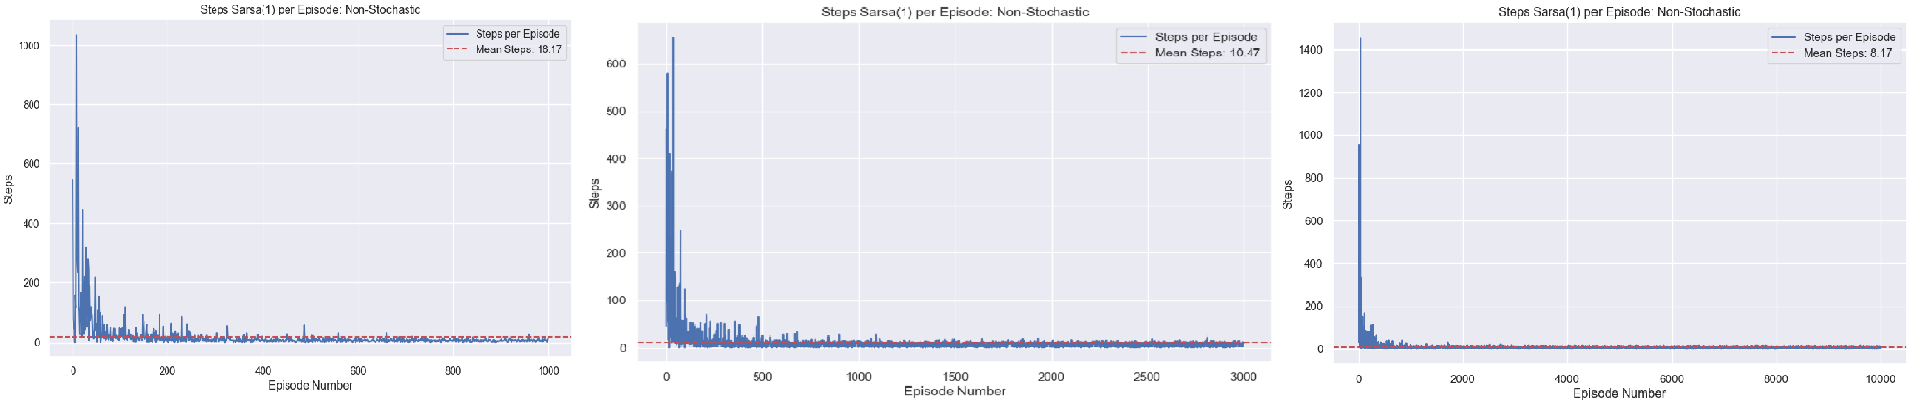 Steps Sarsa(1) per Episode: Non-Stochastic
Steps per Episode
Mean Steps: 18.17
1000
800
600
400
200
0
Steps
0 200 400 600 800 1000
Episode Number
Steps Sarsa(1) per Episode: Non-Stochastic
Steps per Episode
Mean Steps: 10.47
600
500
400
300
200
100
0
Steps
0 500 1000 1500 2000 2500 3000
Episode Number
Steps Sarsa(1) per Episode: Non-Stochastic
Steps per Episode
Mean Steps: 8.17
1400
1200
1000
800
600
400
200
0
Steps
0 2000 4000 6000 8000 10000
Episode Number